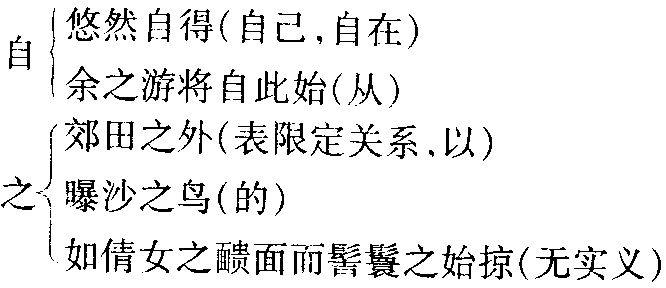 自
悠然自得(自己,自在)
余之游将自此始(从)
之
郊田之外(表限定关系,以)
曝沙之鸟(的)
如倩女之靧面而髻鬟之始掠(无实义)